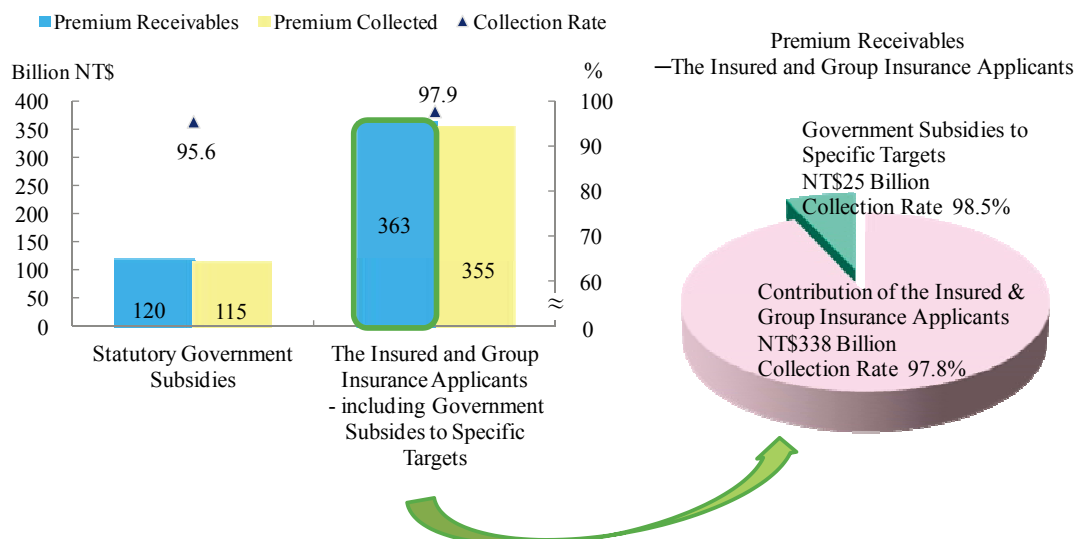 Premium Receivables Premium Collected Collection Rate
Billion NT$
%
400
350
300
250
200
150
100
50
0
95.6
97.9
120
115
363
355
100
90
80
70
60
≈
0
Statutory Government
Subsidies
The Insured and Group
Insurance Applicants
- including Government
Subsides to Specific
Targets
Premium Receivables
—The Insured and Group Insurance Applicants
Government Subsidies to
Specific Targets
NT$25 Billion
Collection Rate 98.5%
Contribution of the Insured &
Group Insurance Applicants
NT$338 Billion
Collection Rate 97.8%